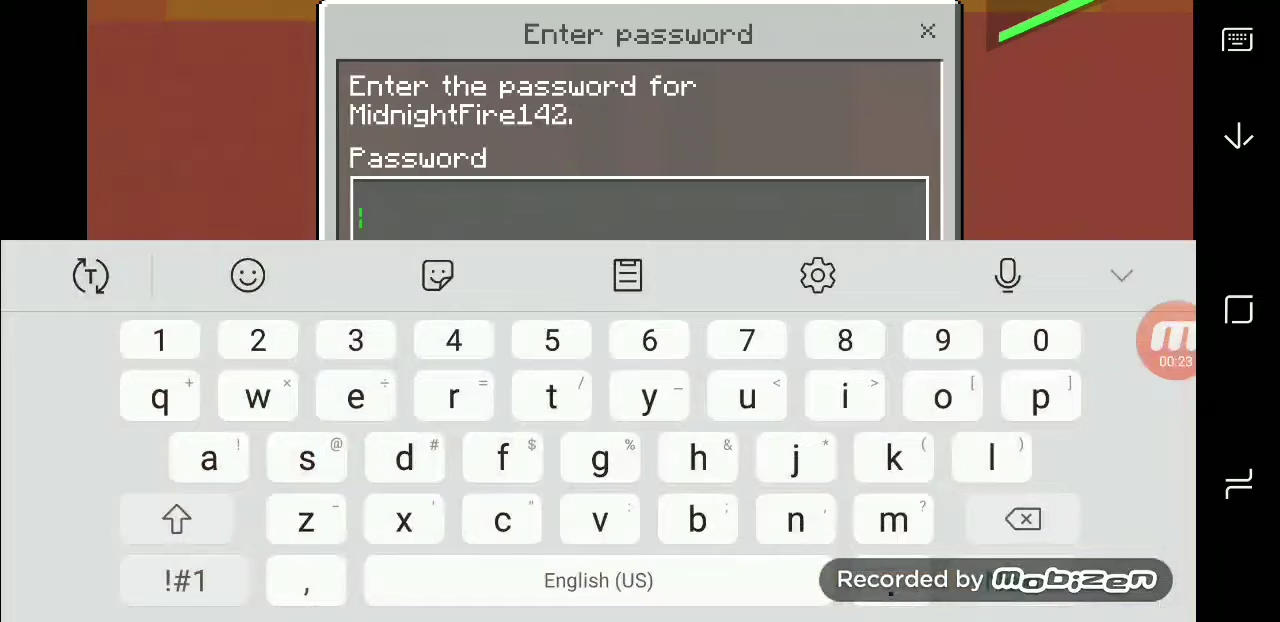 Enter password
Enter the password for
MidnightFire142.
Password
1 2 3 4 5 6 7 8 9 0
q + w × e ÷ r = t / y _ u < i > o [ p ]
a ! s @ d # f $ g % h & j * k ( l )
z - x ' c " v : b ; n , m ?
!#1 , English (US) .
00:23
Recorded by mobizen